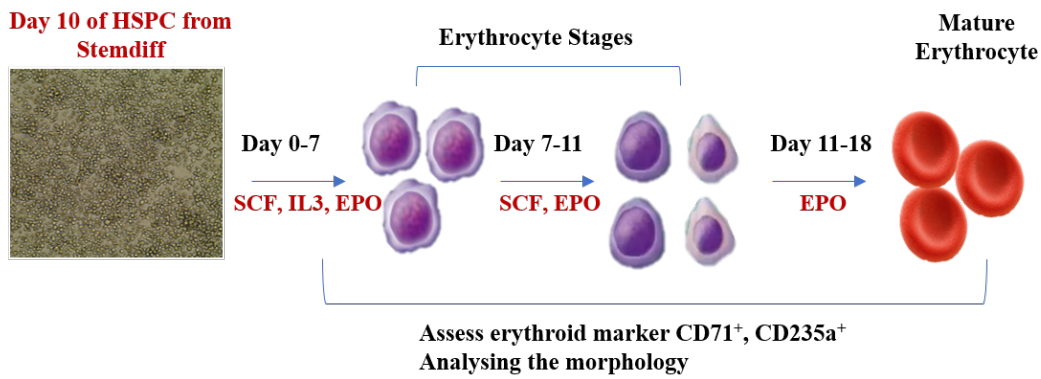 Day 10 of HSPC from
Stemdiff
Erythrocyte Stages
Mature
Erythrocyte
Day 0-7
SCF, IL3, EPO
Day 7-11
SCF, EPO
Day 11-18
EPO
Assess erythroid marker CD71⁺, CD235a⁺
Analysing the morphology